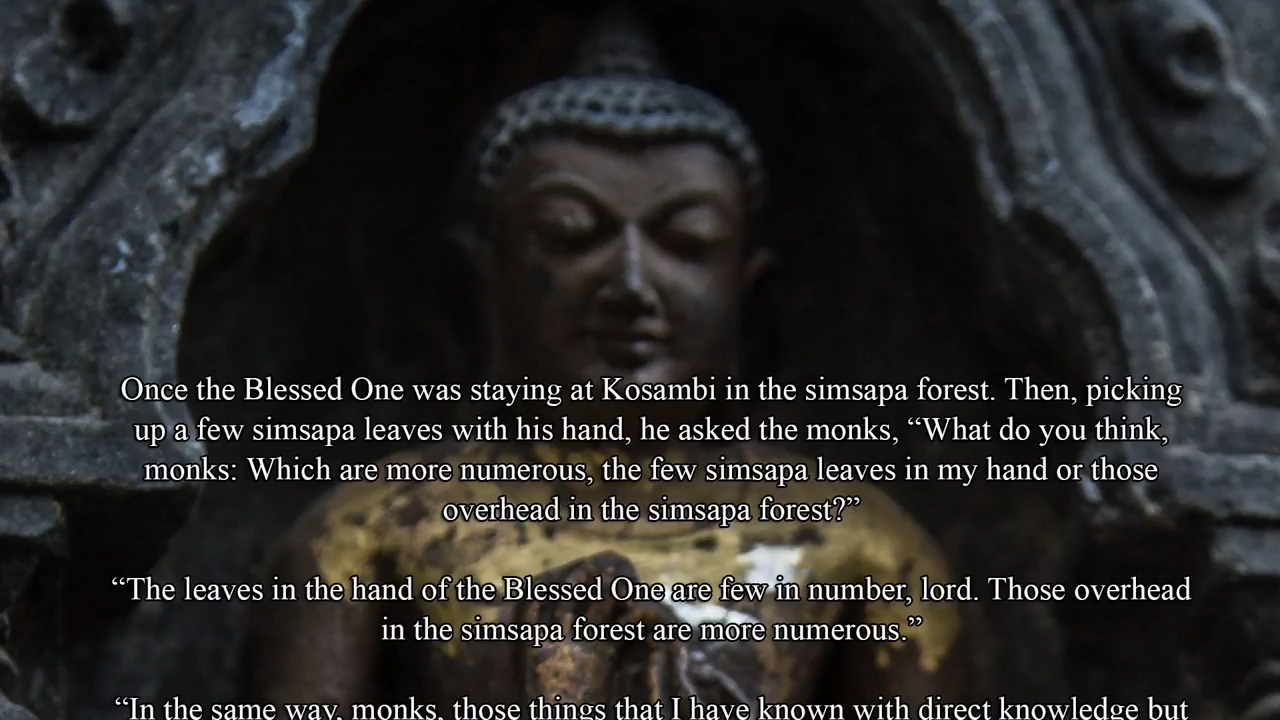 Once the Blessed One was staying at Kosambi in the simsapa forest. Then, picking
up a few simsapa leaves with his hand, he asked the monks, “What do you think,
monks: Which are more numerous, the few simsapa leaves in my hand or those
overhead in the simsapa forest?”
“The leaves in the hand of the Blessed One are few in number, lord. Those overhead
in the simsapa forest are more numerous.”
“In the same way, monks, those things that I have known with direct knowledge but